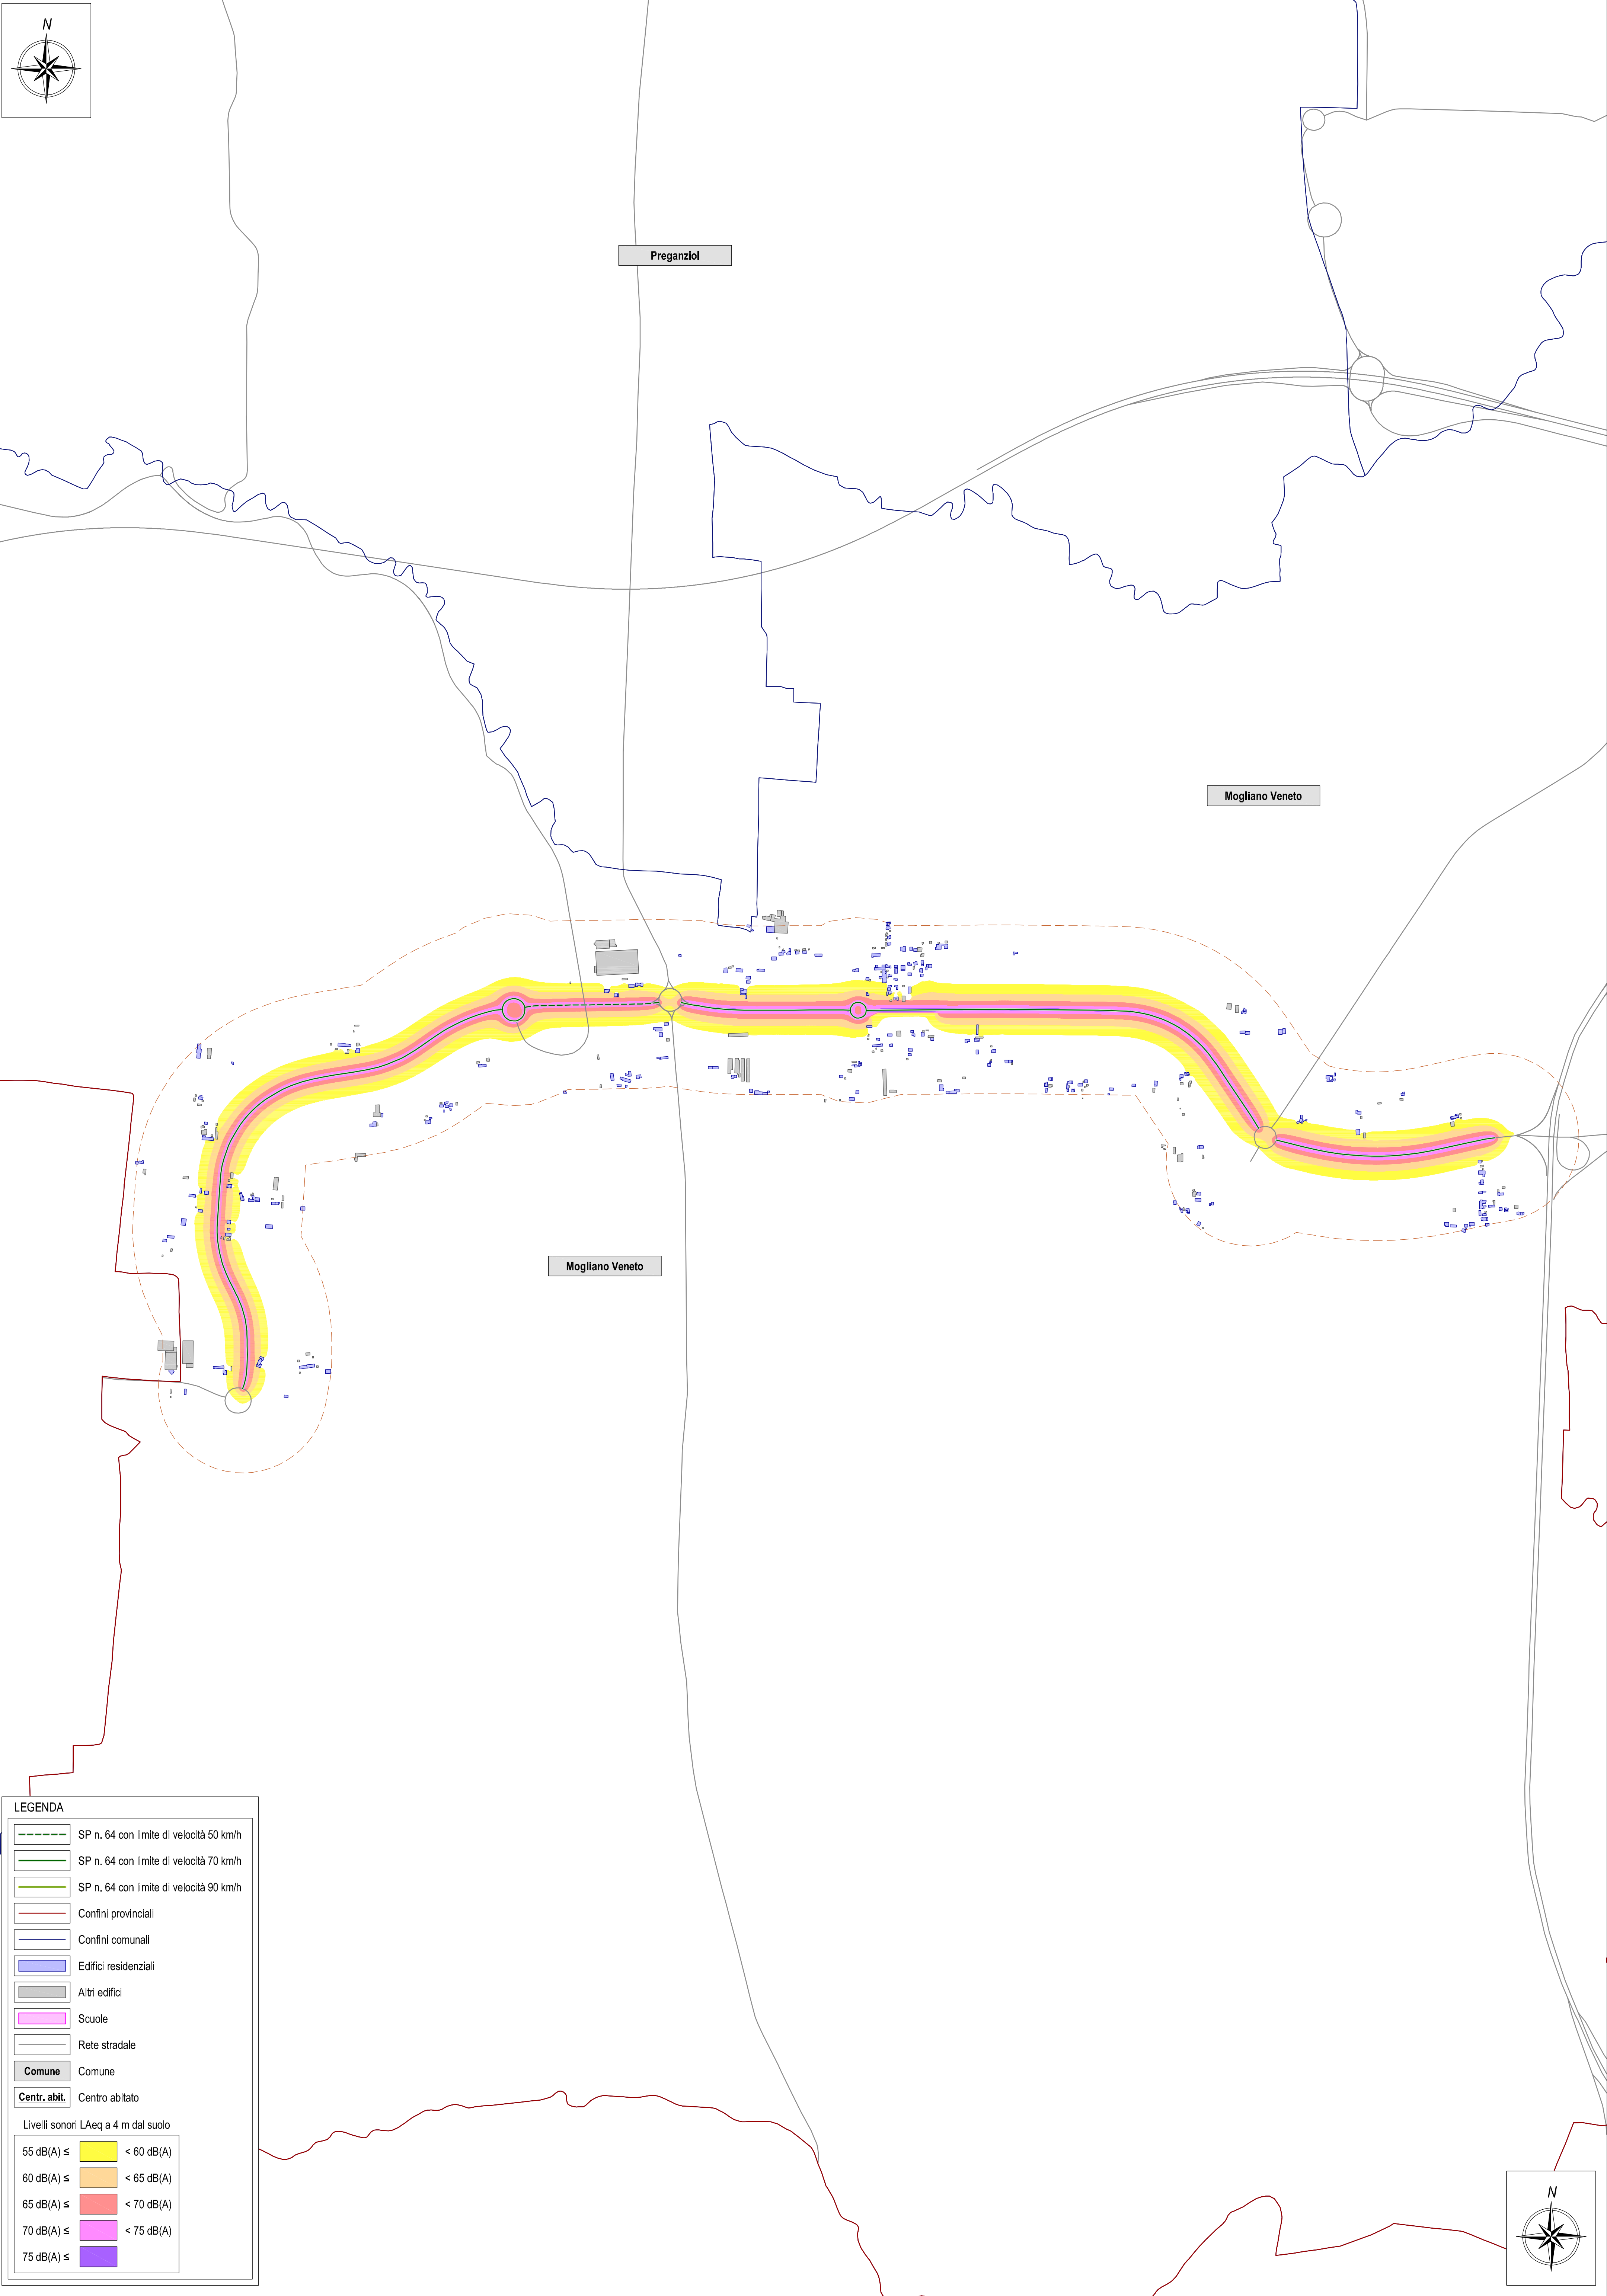 N
Preganziol
Mogliano Veneto
Mogliano Veneto
LEGENDA
SP n. 64 con limite di velocità 50 km/h
SP n. 64 con limite di velocità 70 km/h
SP n. 64 con limite di velocità 90 km/h
Confini provinciali
Confini comunali
Edifici residenziali
Altri edifici
Scuole
Rete stradale
Comune Comune
Centr. abit. Centro abitato
Livelli sonori LAeq a 4 m dal suolo
55 dB(A) ≤ < 60 dB(A)
60 dB(A) ≤ < 65 dB(A)
65 dB(A) ≤ < 70 dB(A)
70 dB(A) ≤ < 75 dB(A)
75 dB(A) ≤
N